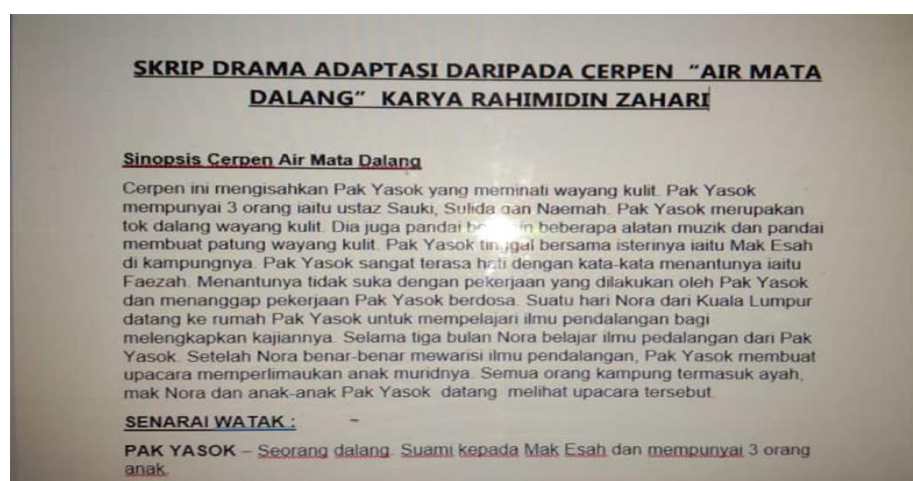 SKRIP DRAMA ADAPTASI DARIPADA CERPEN "AIR MATA
DALANG" KARYA RAHIMIDIN ZAHARI
Sinopsis Cerpen Air Mata Dalang
Cerpen ini mengisahkan Pak Yasok yang meminati wayang kulit. Pak Yasok
mempunyai 3 orang iaitu ustaz Sauki, Sulida dan Naemah. Pak Yasok merupakan
tok dalang wayang kulit. Dia juga pandai beberapa alatan muzik dan pandai
membuat patung wayang kulit. Pak Yasok tinggal bersama isterinya iaitu Mak Esah
di kampungnya. Pak Yasok sangat terasa hati dengan kata-kata menantunya iaitu
Faezah. Menantunya tidak suka dengan pekerjaan yang dilakukan oleh Pak Yasok
dan menanggap pekerjaan Pak Yasok berdosa. Suatu hari Nora dari Kuala Lumpur
datang ke rumah Pak Yasok untuk mempelajari ilmu pendalangan bagi
melengkapkan kajiannya. Selama tiga bulan Nora belajar ilmu pedalangan dari Pak
Yasok. Setelah Nora benar-benar mewarisi ilmu pendalangan, Pak Yasok membuat
upacara memperlimaukan anak muridnya. Semua orang kampung termasuk ayah,
mak Nora dan anak-anak Pak Yasok datang melihat upacara tersebut.
SENARAI WATAK :
PAK YASOK – Seorang dalang. Suami kepada Mak Esah dan mempunyai 3 orang
anak.